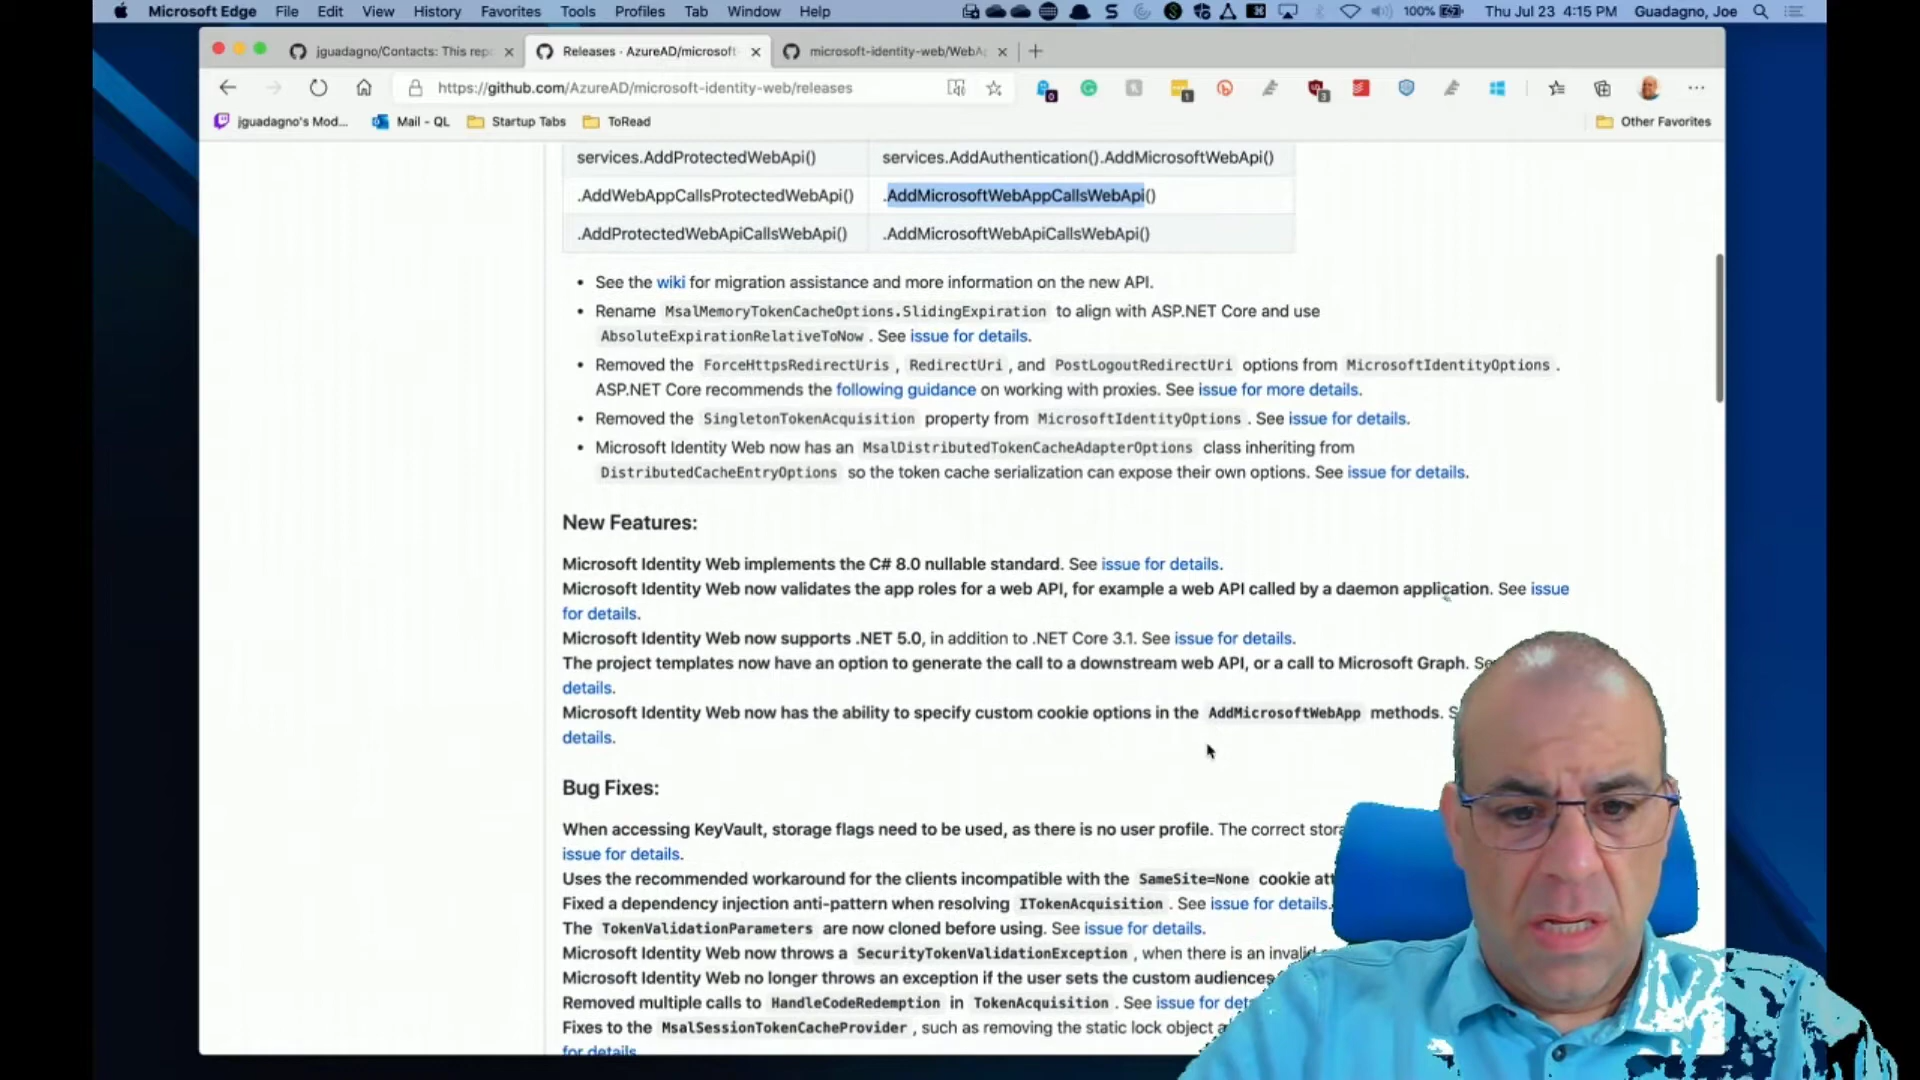 Microsoft Edge File Edit View History Favorites Tools Profiles Tab Window Help 100% Thu Jul 23 4:15 PM Guadagno, Joe
jguadagno/Contacts: This rep Releases · AzureAD/microsoft- microsoft-identity-web/WebA
https://github.com/AzureAD/microsoft-identity-web/releases
jguadagno's Mod... Mail - QL Startup Tabs ToRead Other Favorites
services.AddProtectedWebApi() services.AddAuthentication().AddMicrosoftWebApi()
.AddWebAppCallsProtectedWebApi() .AddMicrosoftWebAppCallsWebApi()
.AddProtectedWebApiCallsWebApi() .AddMicrosoftWebApiCallsWebApi()
• See the wiki for migration assistance and more information on the new API.
• Rename MsalMemoryTokenCacheOptions.SlidingExpiration to align with ASP.NET Core and use
AbsoluteExpirationRelativeToNow . See issue for details.
• Removed the ForceHttpsRedirectUris , RedirectUri , and PostLogoutRedirectUri options from MicrosoftIdentityOptions .
ASP.NET Core recommends the following guidance on working with proxies. See issue for more details.
• Removed the SingletonTokenAcquisition property from MicrosoftIdentityOptions . See issue for details.
• Microsoft Identity Web now has an MsalDistributedTokenCacheAdapterOptions class inheriting from
DistributedCacheEntryOptions so the token cache serialization can expose their own options. See issue for details.
New Features:
Microsoft Identity Web implements the C# 8.0 nullable standard. See issue for details.
Microsoft Identity Web now validates the app roles for a web API, for example a web API called by a daemon application. See issue
for details.
Microsoft Identity Web now supports .NET 5.0, in addition to .NET Core 3.1. See issue for details.
The project templates now have an option to generate the call to a downstream web API, or a call to Microsoft Graph. Se
details.
Microsoft Identity Web now has the ability to specify custom cookie options in the AddMicrosoftWebApp methods. S
details.
Bug Fixes:
When accessing KeyVault, storage flags need to be used, as there is no user profile. The correct stora
issue for details.
Uses the recommended workaround for the clients incompatible with the SameSite=None cookie att
Fixed a dependency injection anti-pattern when resolving ITokenAcquisition . See issue for details.
The TokenValidationParameters are now cloned before using. See issue for details.
Microsoft Identity Web now throws a SecurityTokenValidationException , when there is an invalid
Microsoft Identity Web no longer throws an exception if the user sets the custom audiences
Removed multiple calls to HandleCodeRedemption in TokenAcquisition . See issue for deta
Fixes to the MsalSessionTokenCacheProvider , such as removing the static lock object a
for details.